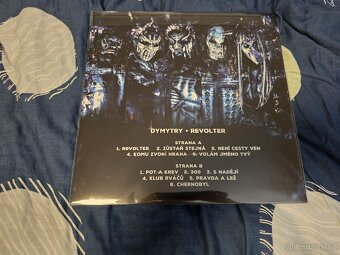 DYMYTRY • REVOLTER
STRANA A
1. REVOLTER 2. ZŮSTAŇ STEJNÁ 3. NENÍ CESTY VEN
4. KOMU ZVONÍ HRANA 5. VOLÁM JMÉNO TVÝ
STRANA B
1. POT A KREV 2. 300 3. S NADĚJÍ
4. KLUB RVÁČŮ 5. PRAVDA A LEŽ
6. CHERNOBYL